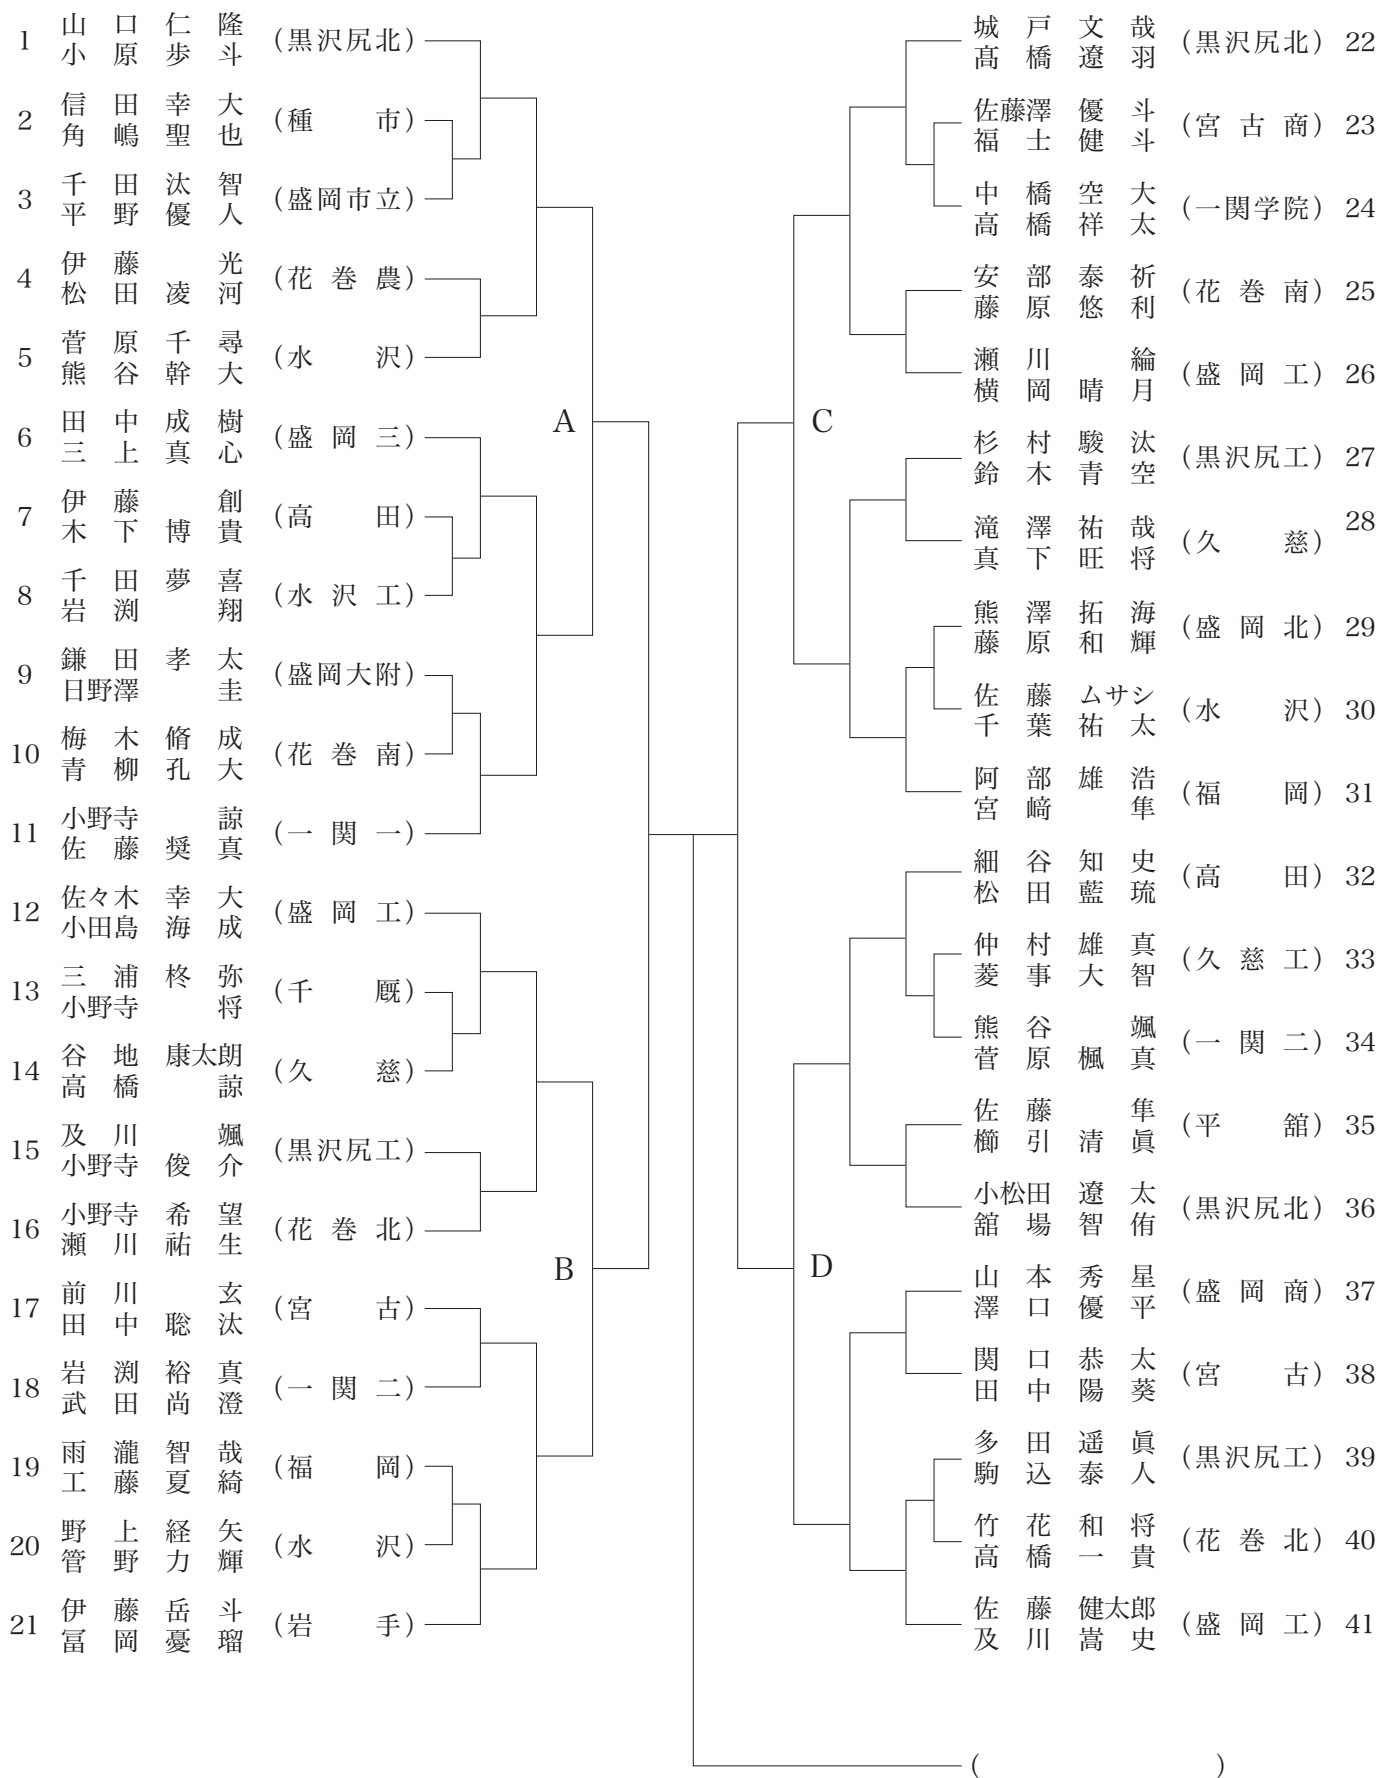 1 山口仁隆 (黒沢尻北)
小原歩斗
2 信田幸大 (種市)
角嶋聖也
3 千田汰智 (盛岡市立)
平野優人
4 伊藤光 (花巻農)
松田凌河
5 菅原千尋 (水沢)
熊谷幹大
6 田中成樹 (盛岡三)
三上真心
7 伊藤創 (高田)
木下博貴
8 千田夢喜 (水沢工)
岩渕翔
9 鎌田孝太 (盛岡大附)
日野澤圭
10 梅木脩成 (花巻南)
青柳孔大
11 小野寺諒 (一関一)
佐藤奨真
12 佐々木幸大 (盛岡工)
小田島海成
13 三浦柊弥 (千厩)
小野寺将
14 谷地康太朗 (久慈)
高橋諒
15 及川颯 (黒沢尻工)
小野寺俊介
16 小野寺希望 (花巻北)
瀬川祐生
17 前川玄 (宮古)
田中聡汰
18 岩渕裕真 (一関二)
武田尚澄
19 雨瀧智哉 (福岡)
工藤夏綺
20 野上経矢 (水沢)
管野力輝
21 伊藤岳斗 (岩手)
冨岡憂瑠
A
B
C
D
城戸文哉 (黒沢尻北) 22
髙橋遼羽
佐藤澤優斗 (宮古商) 23
福士健斗
中橋空大 (一関学院) 24
高橋祥太
安部泰祈 (花巻南) 25
藤原悠利
瀬川綸 (盛岡工) 26
横岡晴月
杉村駿汰 (黒沢尻工) 27
鈴木青空
滝澤祐哉 (久慈) 28
真下旺将
熊澤拓海 (盛岡北) 29
藤原和輝
佐藤ムサシ (水沢) 30
千葉祐太
阿部雄浩 (福岡) 31
宮﨑隼
細谷知史 (高田) 32
松田藍琉
仲村雄真 (久慈工) 33
菱事大智
熊谷颯 (一関二) 34
菅原楓真
佐藤隼 (平舘) 35
櫛引清眞
小松田遼太 (黒沢尻北) 36
舘場智侑
山本秀星 (盛岡商) 37
澤口優平
関口恭太 (宮古) 38
田中陽葵
多田遥眞 (黒沢尻工) 39
駒込泰人
竹花和将 (花巻北) 40
高橋一貴
佐藤健太郎 (盛岡工) 41
及川嵩史
( )